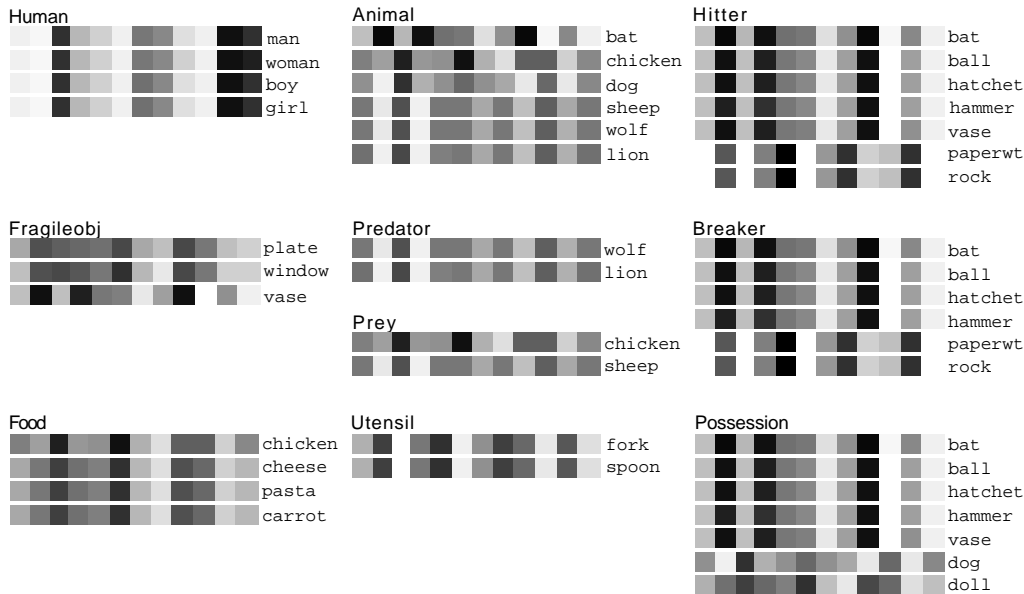 Human
man
woman
boy
girl
Animal
bat
chicken
dog
sheep
wolf
lion
Hitter
bat
ball
hatchet
hammer
vase
paperwt
rock
Fragileobj
plate
window
vase
Predator
wolf
lion
Prey
chicken
sheep
Breaker
bat
ball
hatchet
hammer
paperwt
rock
Food
chicken
cheese
pasta
carrot
Utensil
fork
spoon
Possession
bat
ball
hatchet
hammer
vase
dog
doll